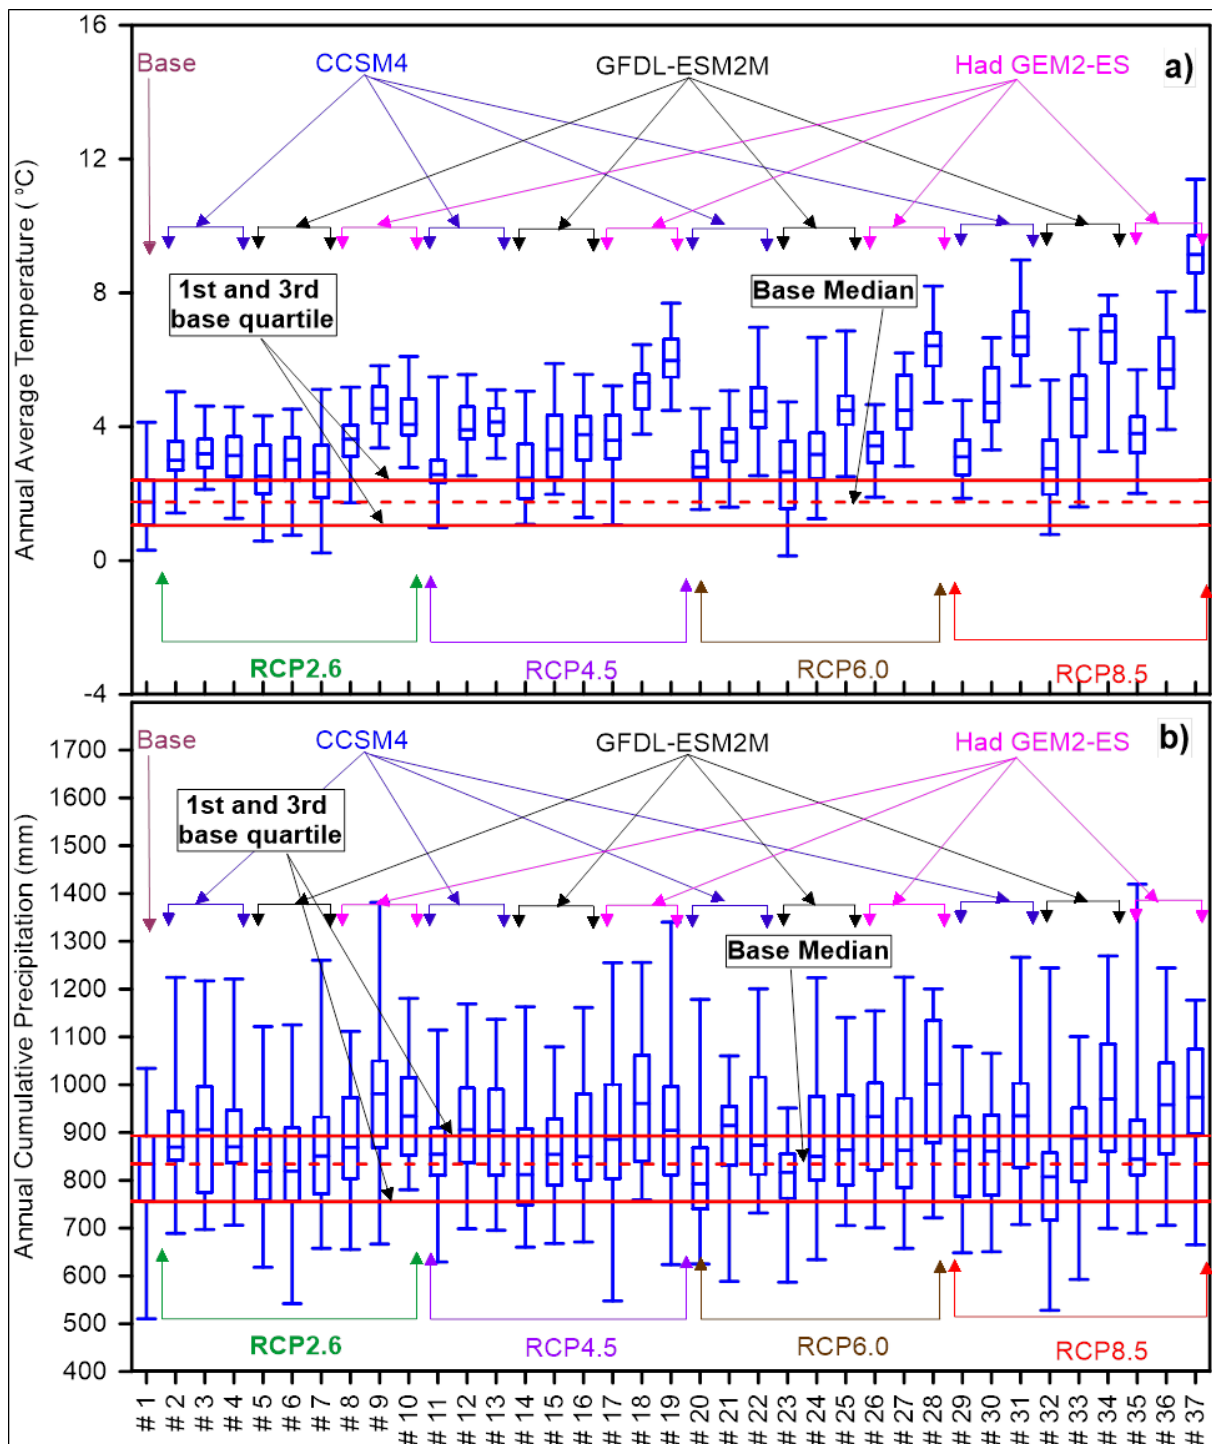 16
Base
CCSM4
GFDL-ESM2M
Had GEM2-ES
a)
12
Annual Average Temperature ( °C)
8
1st and 3rd
base quartile
Base Median
4
0
RCP2.6
RCP4.5
RCP6.0
RCP8.5
-4
1700
Base
CCSM4
GFDL-ESM2M
Had GEM2-ES
b)
1600
1st and 3rd
base quartile
1500
1400
1300
Base Median
1200
1100
Annual Cumulative Precipitation (mm)
1000
900
800
700
600
500
RCP2.6
RCP4.5
RCP6.0
RCP8.5
400
# 1
# 2
# 3
# 4
# 5
# 6
# 7
# 8
# 9
# 10
# 11
# 12
# 13
# 14
# 15
# 16
# 17
# 18
# 19
# 20
# 21
# 22
# 23
# 24
# 25
# 26
# 27
# 28
# 29
# 30
# 31
# 32
# 33
# 34
# 35
# 36
# 37